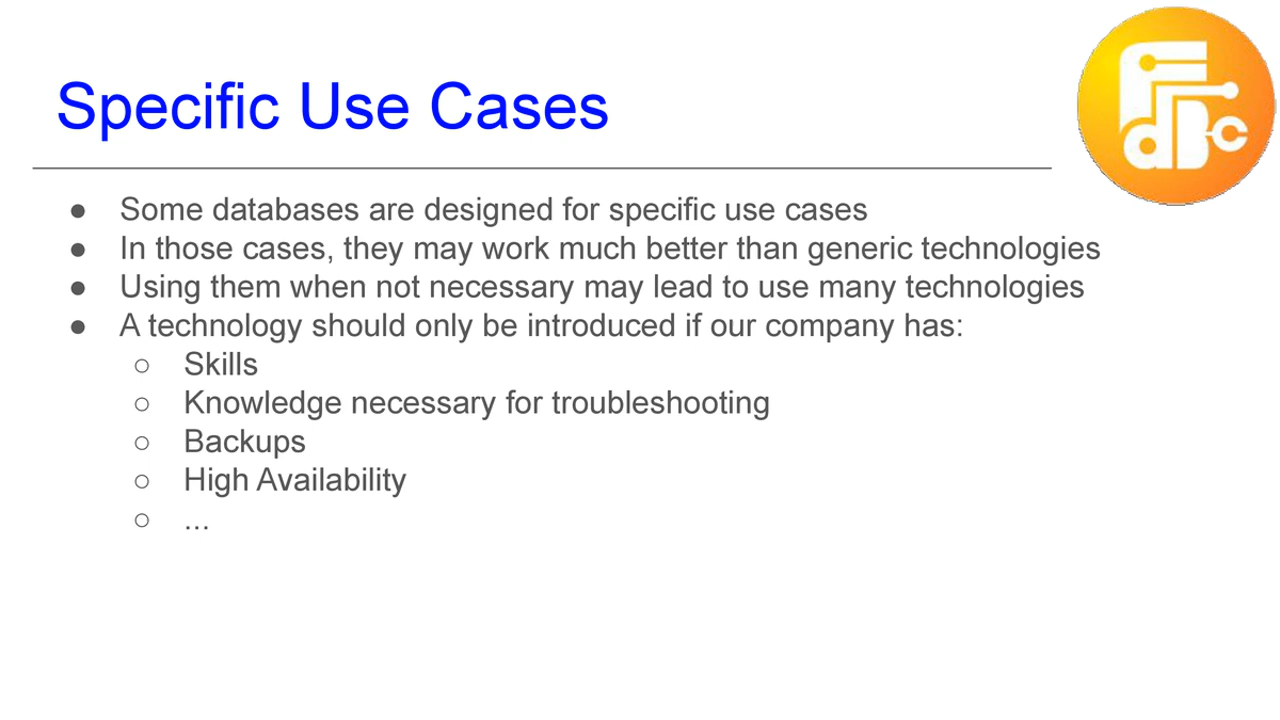 Specific Use Cases
● Some databases are designed for specific use cases
● In those cases, they may work much better than generic technologies
● Using them when not necessary may lead to use many technologies
● A technology should only be introduced if our company has:
○ Skills
○ Knowledge necessary for troubleshooting
○ Backups
○ High Availability
○ ...